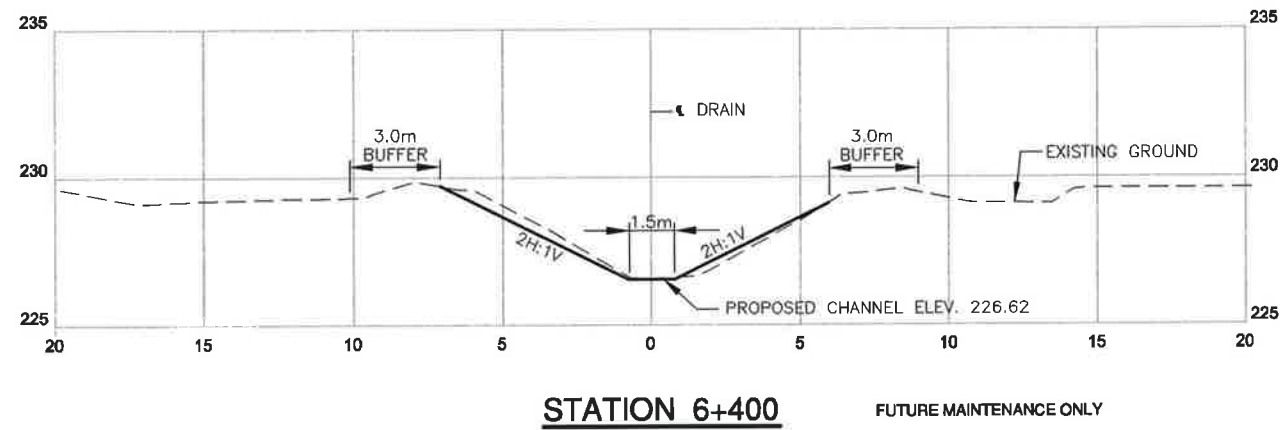 235 235
℄ DRAIN
3.0m 3.0m
BUFFER BUFFER
EXISTING GROUND
230 230
1.5m
2H:1V 2H:1V
PROPOSED CHANNEL ELEV. 226.62
225 225
20 15 10 5 0 5 10 15 20
STATION 6+400 FUTURE MAINTENANCE ONLY